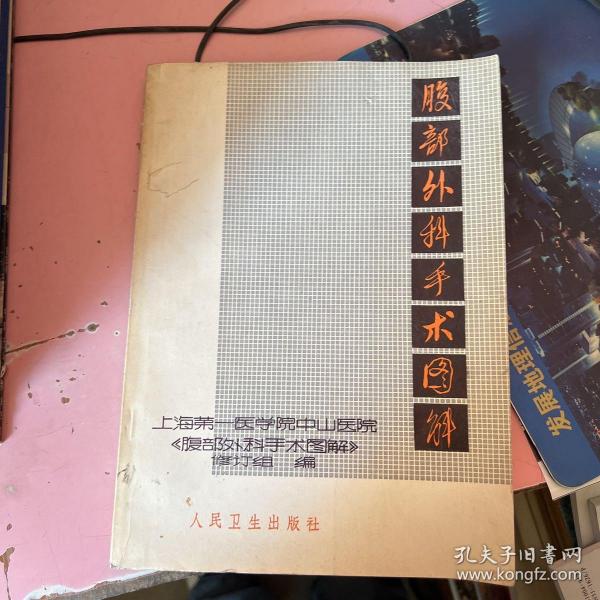 腹部外科手术图解
上海第一医学院中山医院
《腹部外科手术图解》
修订组 编
人民卫生出版社
发展地理信
孔夫子旧书网
www.kongfz.com